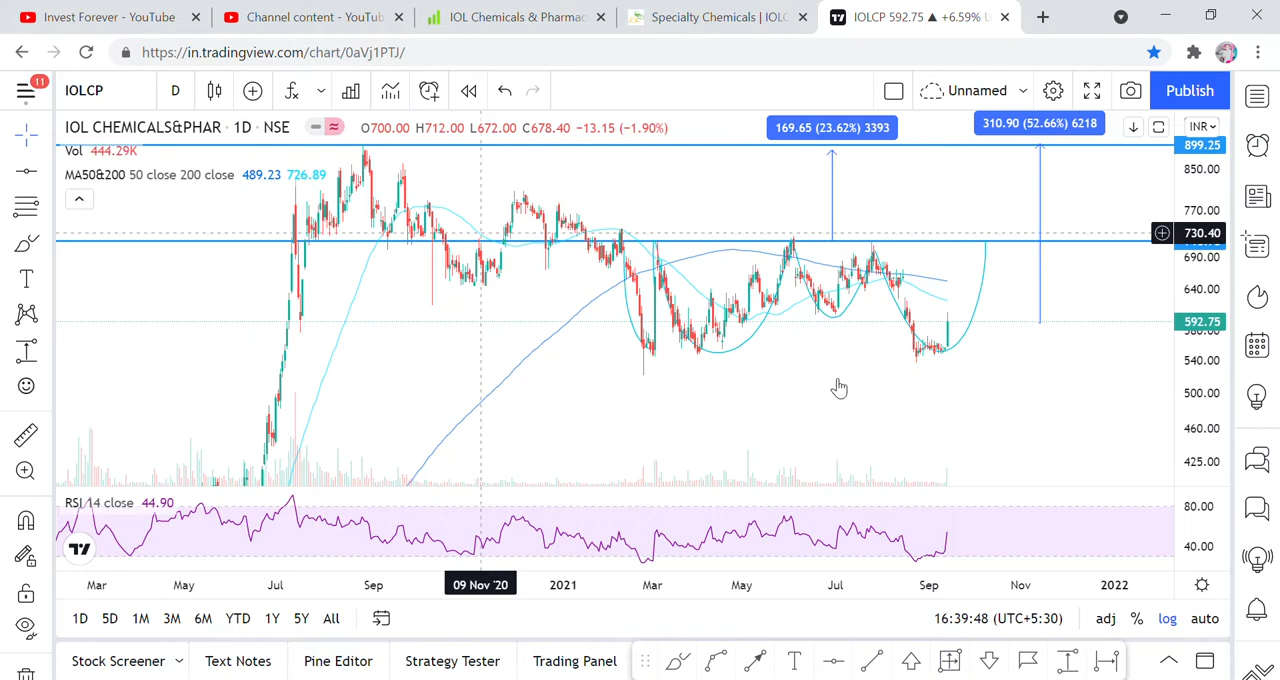 Invest Forever - YouTube
Channel content - YouTub
IOL Chemicals & Pharmac
Specialty Chemicals | IOLC
IOLCP 592.75 ▲ +6.59% U
https://in.tradingview.com/chart/0aVj1PTJ/
11
IOLCP
D
Unnamed
Publish
IOL CHEMICALS&PHAR · 1D · NSE
O700.00 H712.00 L672.00 C678.40 −13.15 (−1.90%)
169.65 (23.62%) 3393
310.90 (52.66%) 6218
INR
Vol 444.29K
899.25
MA50&200 50 close 200 close 489.23 726.89
850.00
770.00
730.40
690.00
640.00
592.75
540.00
500.00
460.00
425.00
RSI 14 close 44.90
80.00
40.00
Mar
May
Jul
Sep
09 Nov '20
2021
Mar
May
Jul
Sep
Nov
2022
1D 5D 1M 3M 6M YTD 1Y 5Y All
16:39:48 (UTC+5:30)
adj % log auto
Stock Screener
Text Notes
Pine Editor
Strategy Tester
Trading Panel